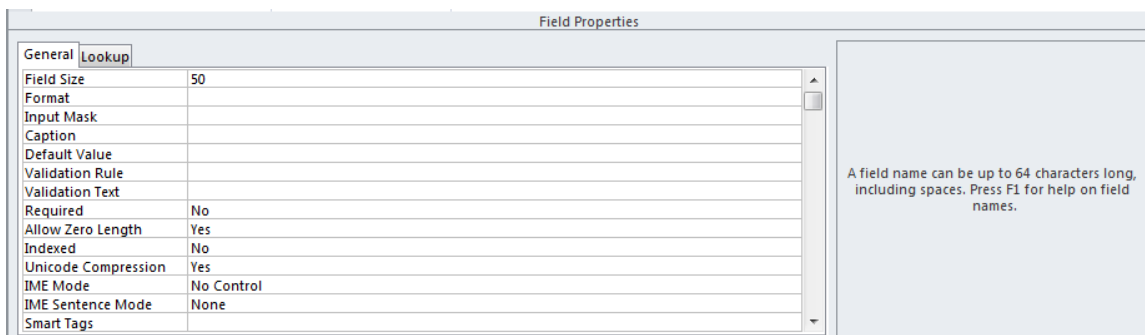 Field Properties
General Lookup
Field Size 50
Format
Input Mask
Caption
Default Value
Validation Rule
Validation Text
Required No
Allow Zero Length Yes
Indexed No
Unicode Compression Yes
IME Mode No Control
IME Sentence Mode None
Smart Tags
A field name can be up to 64 characters long,
including spaces. Press F1 for help on field
names.